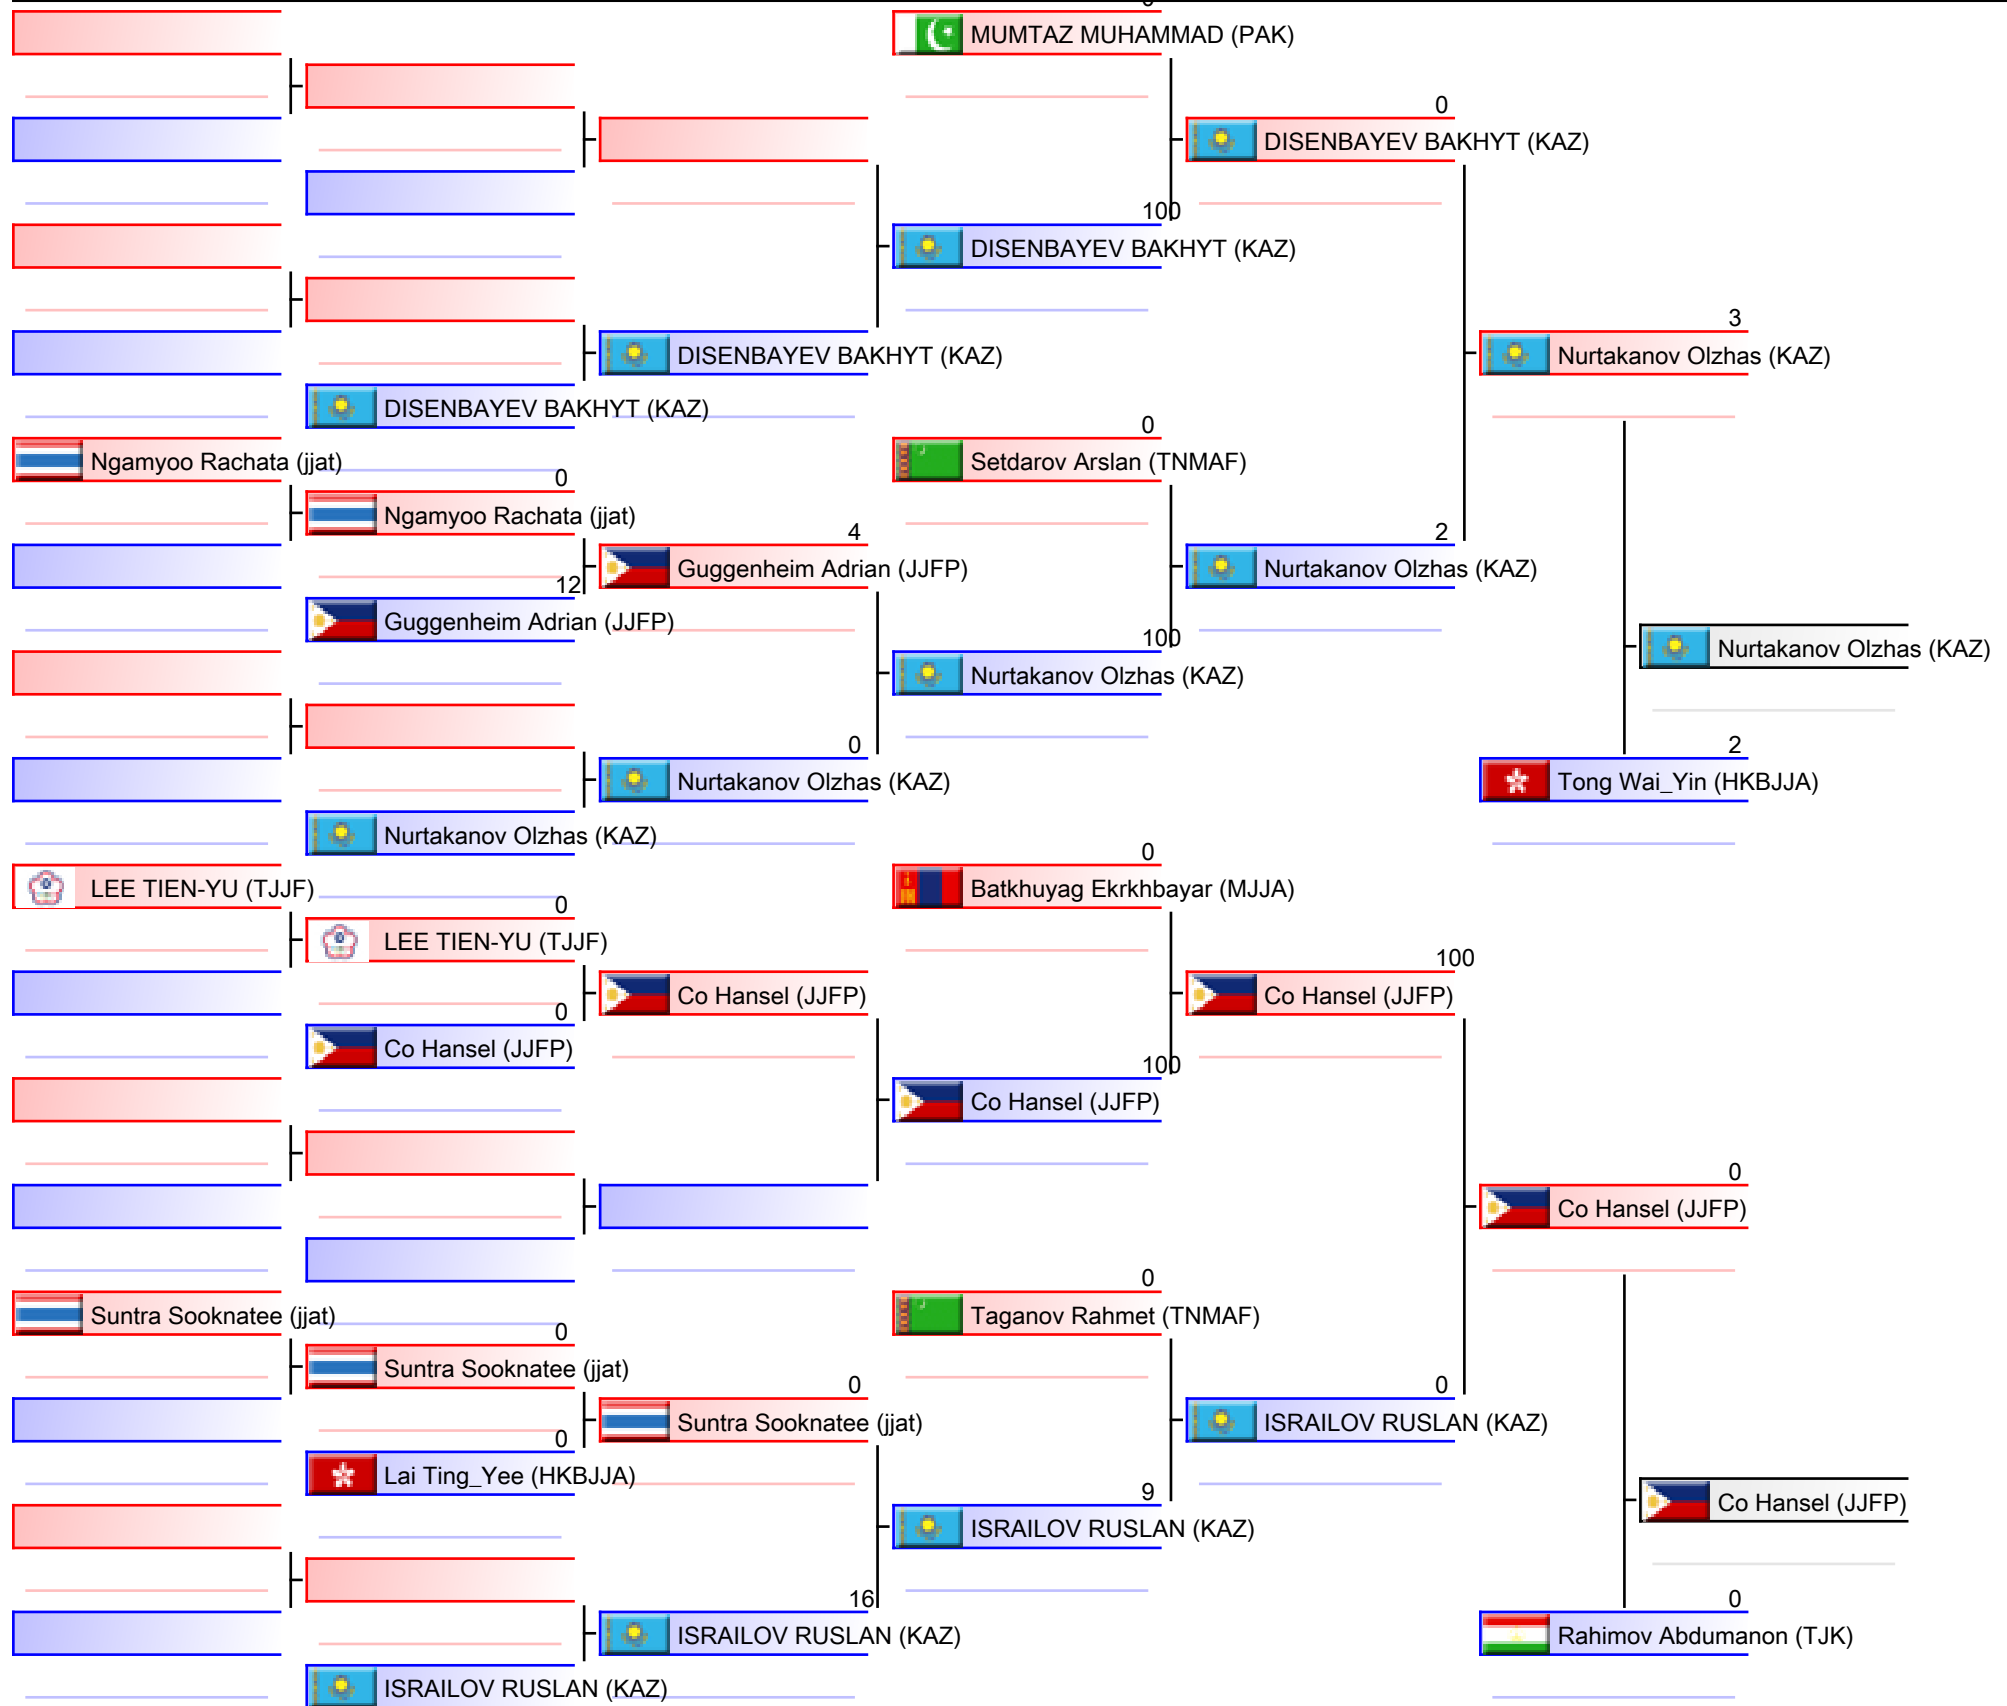 0
MUMTAZ MUHAMMAD (PAK)
0
DISENBAYEV BAKHYT (KAZ)
100
DISENBAYEV BAKHYT (KAZ)
3
DISENBAYEV BAKHYT (KAZ)
Nurtakanov Olzhas (KAZ)
DISENBAYEV BAKHYT (KAZ)
0
Ngamyoo Rachata (jjat)
Setdarov Arslan (TNMAF)
0
Ngamyoo Rachata (jjat)
4
2
Guggenheim Adrian (JJFP)
Nurtakanov Olzhas (KAZ)
12
Guggenheim Adrian (JJFP)
100
Nurtakanov Olzhas (KAZ)
Nurtakanov Olzhas (KAZ)
0
2
Nurtakanov Olzhas (KAZ)
Tong Wai_Yin (HKBJJA)
Nurtakanov Olzhas (KAZ)
0
LEE TIEN-YU (TJJF)
Batkhuyag Ekrkhbayar (MJJA)
0
LEE TIEN-YU (TJJF)
100
Co Hansel (JJFP)
Co Hansel (JJFP)
0
Co Hansel (JJFP)
100
Co Hansel (JJFP)
0
Co Hansel (JJFP)
0
Suntra Sooknatee (jjat)
Taganov Rahmet (TNMAF)
0
Suntra Sooknatee (jjat)
0
0
Suntra Sooknatee (jjat)
ISRAILOV RUSLAN (KAZ)
0
Lai Ting_Yee (HKBJJA)
9
Co Hansel (JJFP)
ISRAILOV RUSLAN (KAZ)
16
0
ISRAILOV RUSLAN (KAZ)
Rahimov Abdumanon (TJK)
ISRAILOV RUSLAN (KAZ)